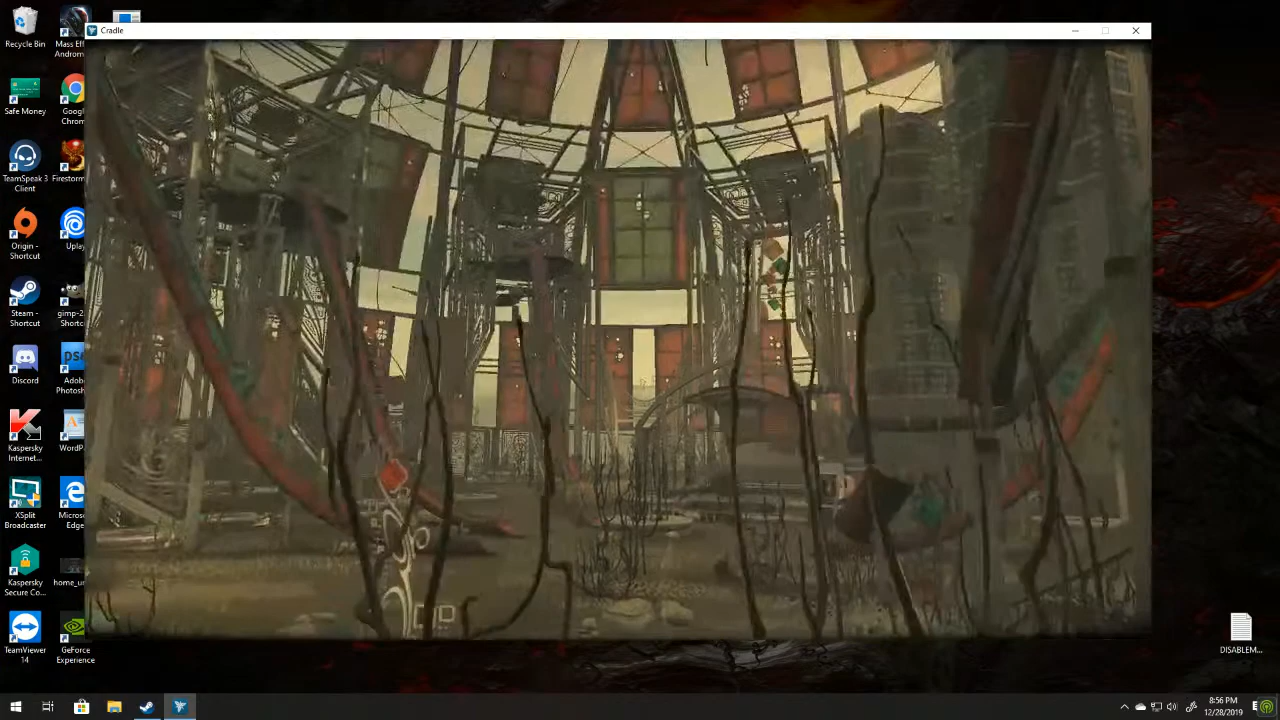 Cradle
Recycle Bin
Mass Ef...
Androm...
Safe Money
Googl
Chrom
TeamSpeak 3
Client
Firestorm
Origin -
Shortcut
Uplay
Steam -
Shortcut
gimp-2.
Shortc
Discord
Adob
Photosh
Kaspersky
Internet...
WordP
XSplit
Broadcaster
Micros
Edge
Kaspersky
Secure Co...
home_ur
TeamViewer
14
GeForce
Experience
DISABLEM...
8:56 PM
12/28/2019